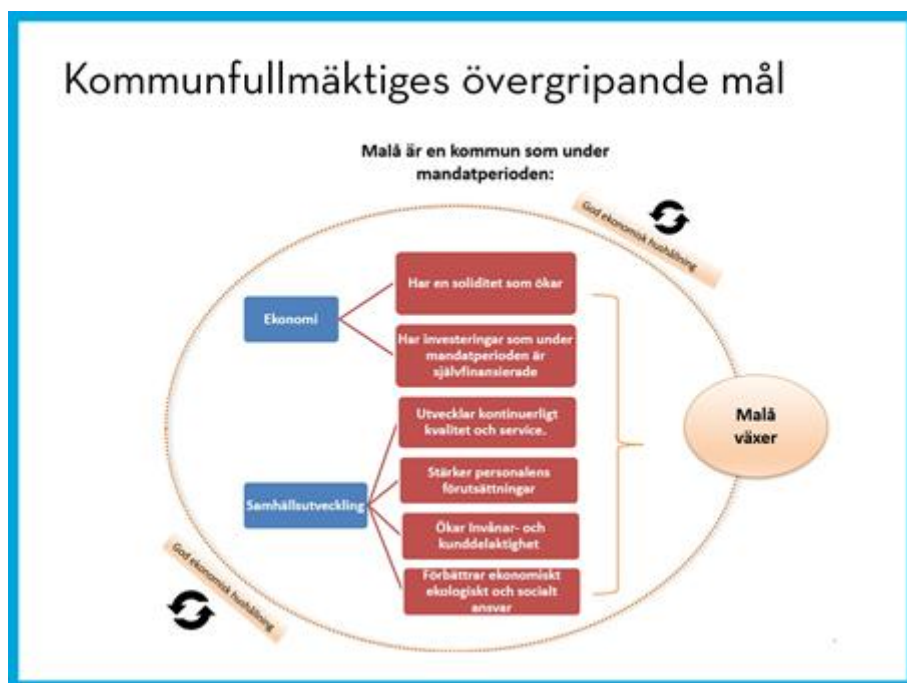 Kommunfullmäktiges övergripande mål
Malå är en kommun som under
mandatperioden:
God ekonomisk hushållning
Har en soliditet som ökar
Ekonomi
Har investeringar som under
mandatperioden är
självfinansierade
Utvecklar kontinuerligt
kvalitet och service.
Malå
växer
Stärker personalens
förutsättningar
Samhällsutveckling
Ökar Invånar- och
kunddelaktighet
Förbättrar ekonomiskt
ekologiskt och socialt
ansvar
God ekonomisk hushållning